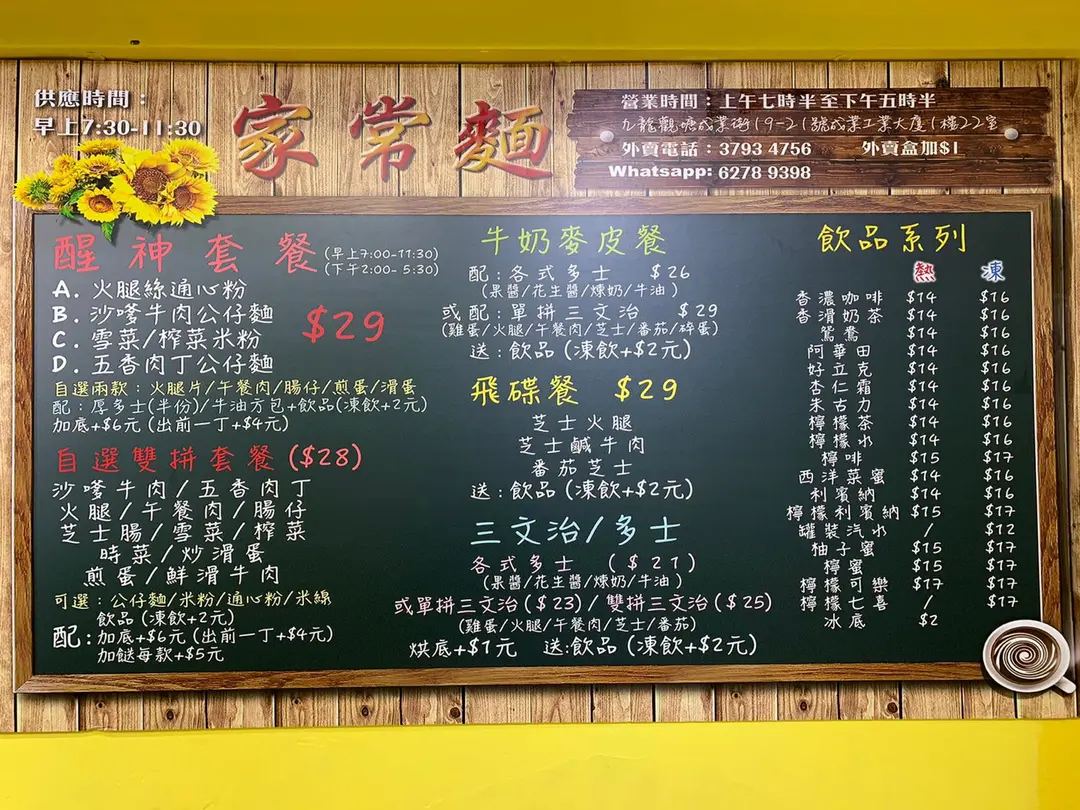 供應時間：
早上7:30-11:30
家常麵
營業時間：上午七時半至下午五時半
九龍觀塘成業街19-21號成業工業大廈1樓22室
外賣電話：3793 4756 外賣盒加$1
Whatsapp: 6278 9398
醒神套餐 (早上7:00-11:30)
(下午2:00-5:30)
A. 火腿絲通心粉
B. 沙嗲牛肉公仔麵
C. 雪菜/榨菜米粉
D. 五香肉丁公仔麵
$29
自選兩款：火腿片/午餐肉/腸仔/煎蛋/滑蛋
配：厚多士(半份)/牛油方包+飲品(凍飲+2元)
加底+$6元 (出前一丁+$4元)
自選雙拼套餐 ($28)
沙嗲牛肉/五香肉丁
火腿/午餐肉/腸仔
芝士腸/雪菜/榨菜
時菜/炒滑蛋
煎蛋/鮮滑牛肉
可選：公仔麵/米粉/通心粉/米線
配：飲品 (凍飲+2元)
加底+$6元 (出前一丁+$4元)
加餸每款+$5元
牛奶麥皮餐
配：各式多士 $26
(果醬/花生醬/煉奶/牛油)
或配：單拼三文治 $29
(雞蛋/火腿/午餐肉/芝士/番茄/碎蛋)
送：飲品 (凍飲+$2元)
飛碟餐 $29
芝士火腿
芝士鹹牛肉
番茄芝士
送：飲品 (凍飲+$2元)
三文治/多士
各式多士 ($21)
(果醬/花生醬/煉奶/牛油)
或單拼三文治($23)/雙拼三文治($25)
(雞蛋/火腿/午餐肉/芝士/番茄)
烘底+$1元 送:飲品 (凍飲+$2元)
飲品系列
熱 凍
香濃咖啡 $14 $16
香滑奶茶 $14 $16
鴛鴦 $14 $16
阿華田 $14 $16
好立克 $14 $16
杏仁霜 $14 $16
朱古力 $14 $16
檸檬茶 $14 $16
檸檬水 $14 $16
檸啡 $15 $17
西洋菜蜜 $14 $16
利賓納 $14 $16
檸檬利賓納 $15 $17
罐裝汽水 / $12
柚子蜜 $15 $17
檸蜜 $15 $17
檸檬可樂 $17 $17
檸檬七喜 / $17
冰底 $2